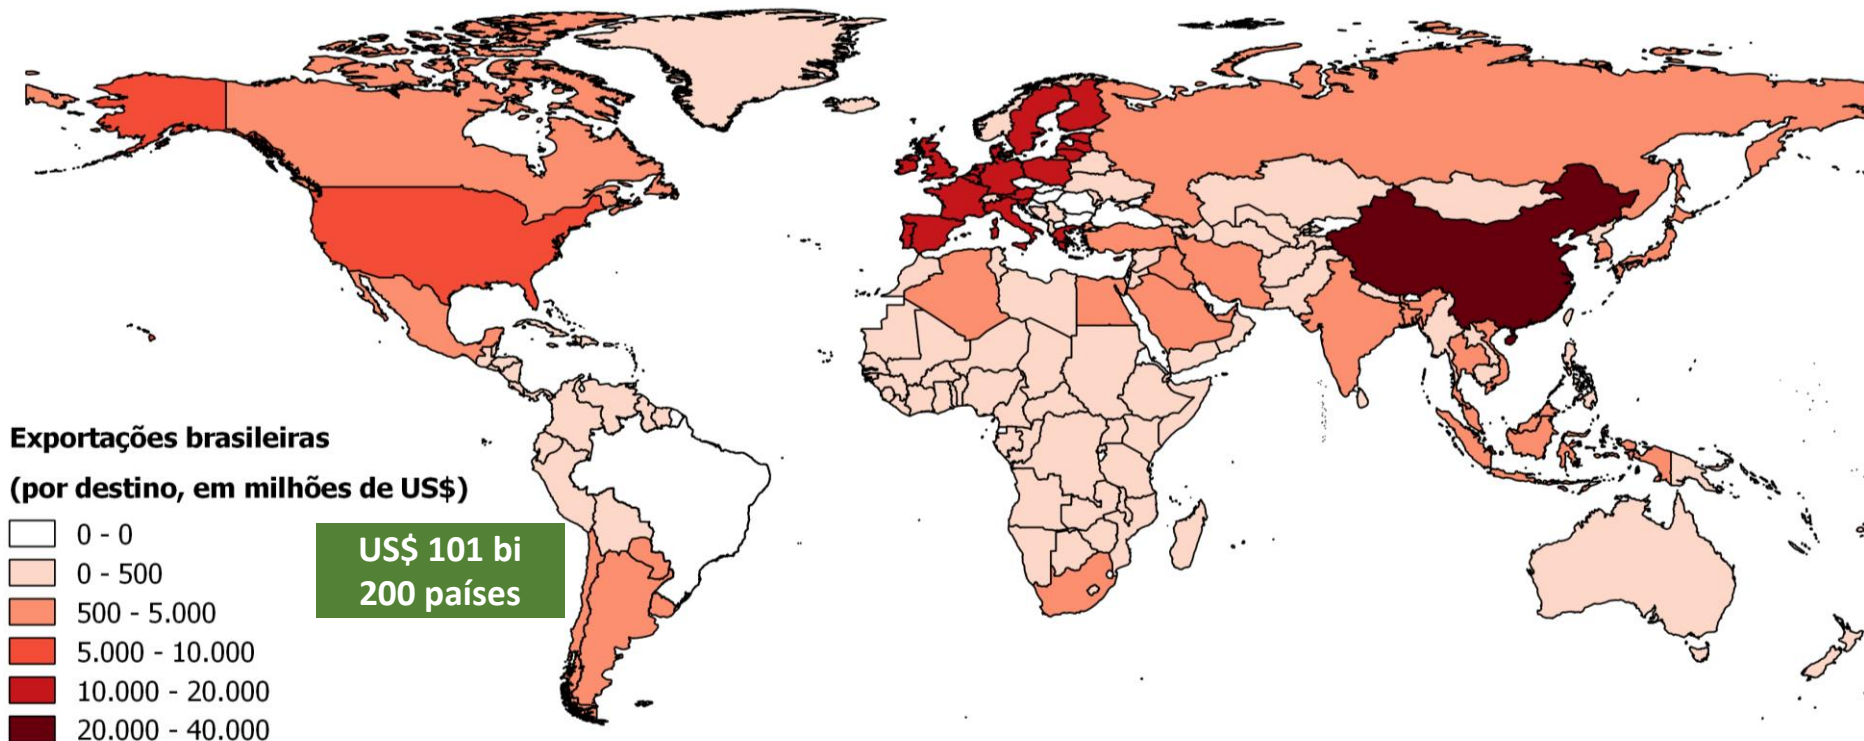 Exportações brasileiras
(por destino, em milhões de US$)
0 - 0
0 - 500
500 - 5.000
5.000 - 10.000
10.000 - 20.000
20.000 - 40.000
US$ 101 bi
200 países